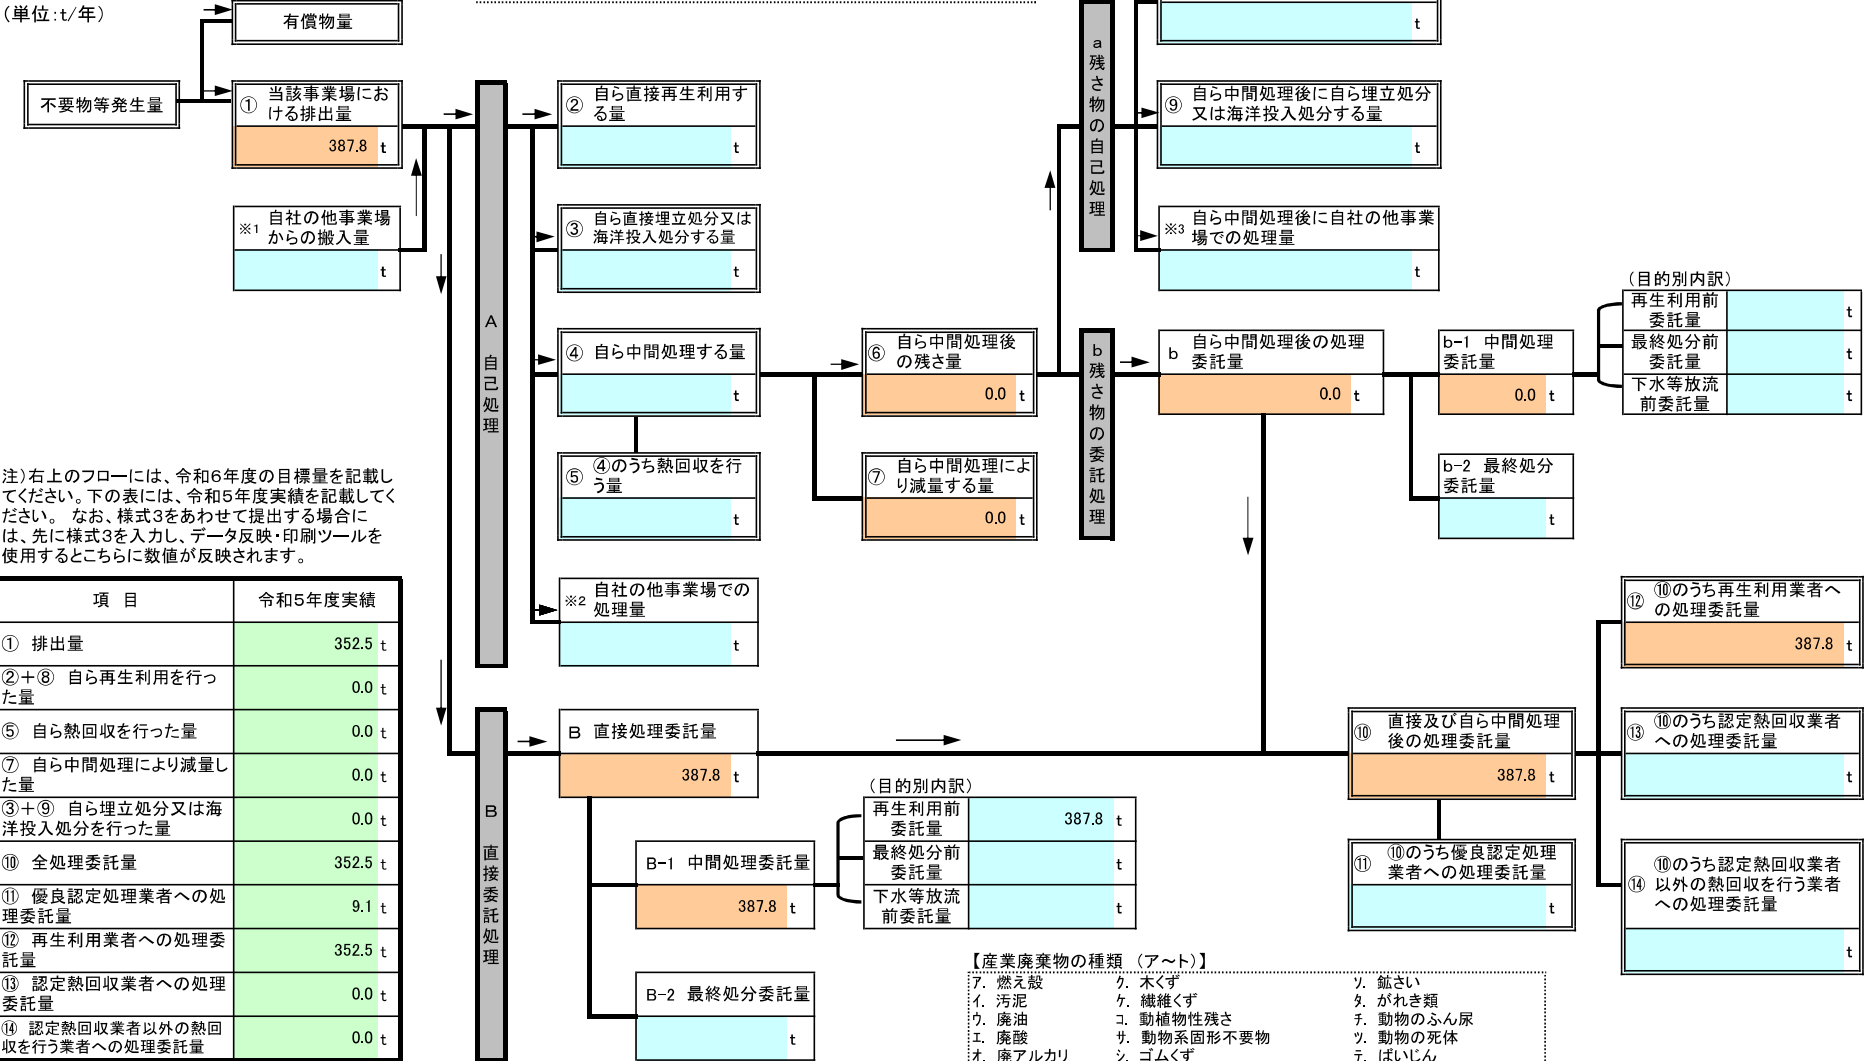 (単位:t/年)
有償物量
不要物等発生量
① 当該事業場にお
ける排出量
387.8 t
※1 自社の他事業場
からの搬入量
t
A 自己処理
② 自ら直接再生利用す
る量
t
③ 自ら直接埋立処分又は
海洋投入処分する量
t
④ 自ら中間処理する量
t
⑤ ④のうち熱回収を行
う量
t
※2 自社の他事業場での
処理量
t
⑥ 自ら中間処理後
の残さ量
0.0 t
⑦ 自ら中間処理によ
り減量する量
0.0 t
a 残さ物の自己処理
t
⑨ 自ら中間処理後に自ら埋立処分
又は海洋投入処分する量
t
※3 自ら中間処理後に自社の他事業
場での処理量
t
b 残さ物の委託処理
b 自ら中間処理後の処理
委託量
0.0 t
b-1 中間処理
委託量
0.0 t
(目的別内訳)
再生利用前
委託量
t
最終処分前
委託量
t
下水等放流
前委託量
t
b-2 最終処分
委託量
t
注)右上のフローには、令和6年度の目標量を記載し
てください。下の表には、令和5年度実績を記載してく
ださい。 なお、様式3をあわせて提出する場合に
は、先に様式3を入力し、データ反映・印刷ツールを
使用するとこちらに数値が反映されます。
項 目 令和5年度実績
① 排出量 352.5 t
②+⑧ 自ら再生利用を行っ
た量 0.0 t
⑤ 自ら熱回収を行った量 0.0 t
⑦ 自ら中間処理により減量し
た量 0.0 t
③+⑨ 自ら埋立処分又は海
洋投入処分を行った量 0.0 t
⑩ 全処理委託量 352.5 t
⑪ 優良認定処理業者への処
理委託量 9.1 t
⑫ 再生利用業者への処理委
託量 352.5 t
⑬ 認定熱回収業者への処理
委託量 0.0 t
⑭ 認定熱回収業者以外の熱回
収を行う業者への処理委託量 0.0 t
B 直接委託処理
B 直接処理委託量
387.8 t
B-1 中間処理委託量
387.8 t
(目的別内訳)
再生利用前
委託量
387.8 t
最終処分前
委託量
t
下水等放流
前委託量
t
B-2 最終処分委託量
t
⑩ 直接及び自ら中間処理
後の処理委託量
387.8 t
⑪ ⑩のうち優良認定処理
業者への処理委託量
t
⑫ ⑩のうち再生利用業者へ
の処理委託量
387.8 t
⑬ ⑩のうち認定熱回収業者
への処理委託量
t
⑭ ⑩のうち認定熱回収業者
以外の熱回収を行う業者
への処理委託量
t
【産業廃棄物の種類 (ア~ト)】
ア. 燃え殻 ク. 木くず ソ. 鉱さい
イ. 汚泥 ケ. 繊維くず タ. がれき類
ウ. 廃油 コ. 動植物性残さ チ. 動物のふん尿
エ. 廃酸 サ. 動物系固形不要物 ツ. 動物の死体
オ. 廃アルカリ シ. ゴムくず テ. ばいじん